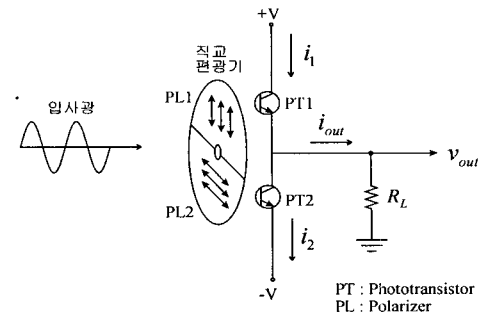 +V
직교
편광기
i1
입사광
PL1
PT1
iout
vout
PL2
PT2
RL
i2
-V
PT : Phototransistor
PL : Polarizer